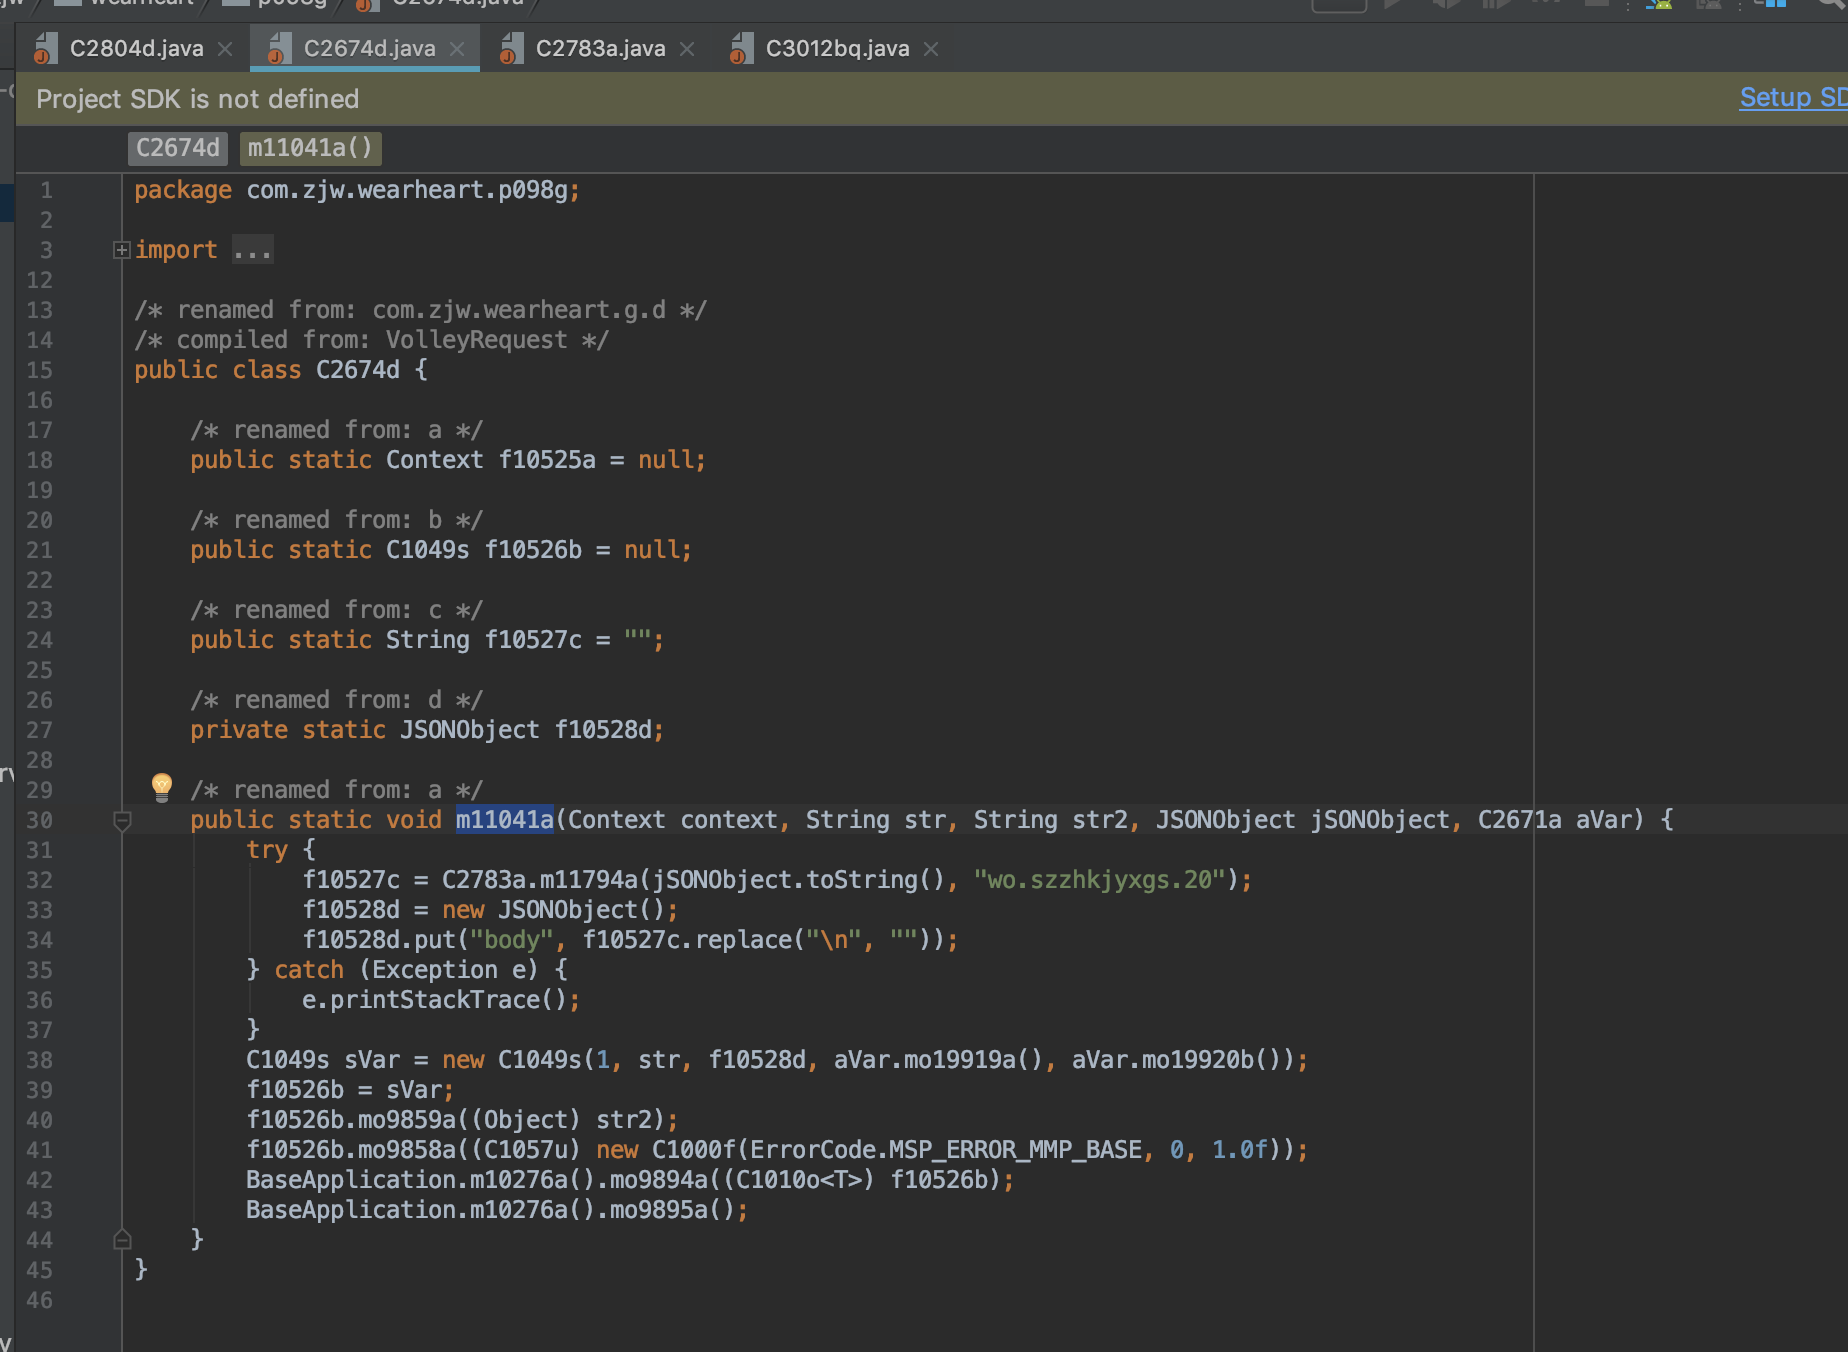 wearheart p098g C2674d.java
C2804d.java C2674d.java C2783a.java C3012bq.java
Project SDK is not defined Setup SD
C2674d m11041a()
1 package com.zjw.wearheart.p098g;
2
3 import ...
12
13 /* renamed from: com.zjw.wearheart.g.d */
14 /* compiled from: VolleyRequest */
15 public class C2674d {
16
17 /* renamed from: a */
18 public static Context f10525a = null;
19
20 /* renamed from: b */
21 public static C1049s f10526b = null;
22
23 /* renamed from: c */
24 public static String f10527c = "";
25
26 /* renamed from: d */
27 private static JSONObject f10528d;
28
29 /* renamed from: a */
30 public static void m11041a(Context context, String str, String str2, JSONObject jSONObject, C2671a aVar) {
31 try {
32 f10527c = C2783a.m11794a(jSONObject.toString(), "wo.szzhkjyxgs.20");
33 f10528d = new JSONObject();
34 f10528d.put("body", f10527c.replace("\n", ""));
35 } catch (Exception e) {
36 e.printStackTrace();
37 }
38 C1049s sVar = new C1049s(1, str, f10528d, aVar.mo19919a(), aVar.mo19920b());
39 f10526b = sVar;
40 f10526b.mo9859a((Object) str2);
41 f10526b.mo9858a((C1057u) new C1000f(ErrorCode.MSP_ERROR_MMP_BASE, 0, 1.0f));
42 BaseApplication.m10276a().mo9894a((C1010o<T>) f10526b);
43 BaseApplication.m10276a().mo9895a();
44 }
45 }
46